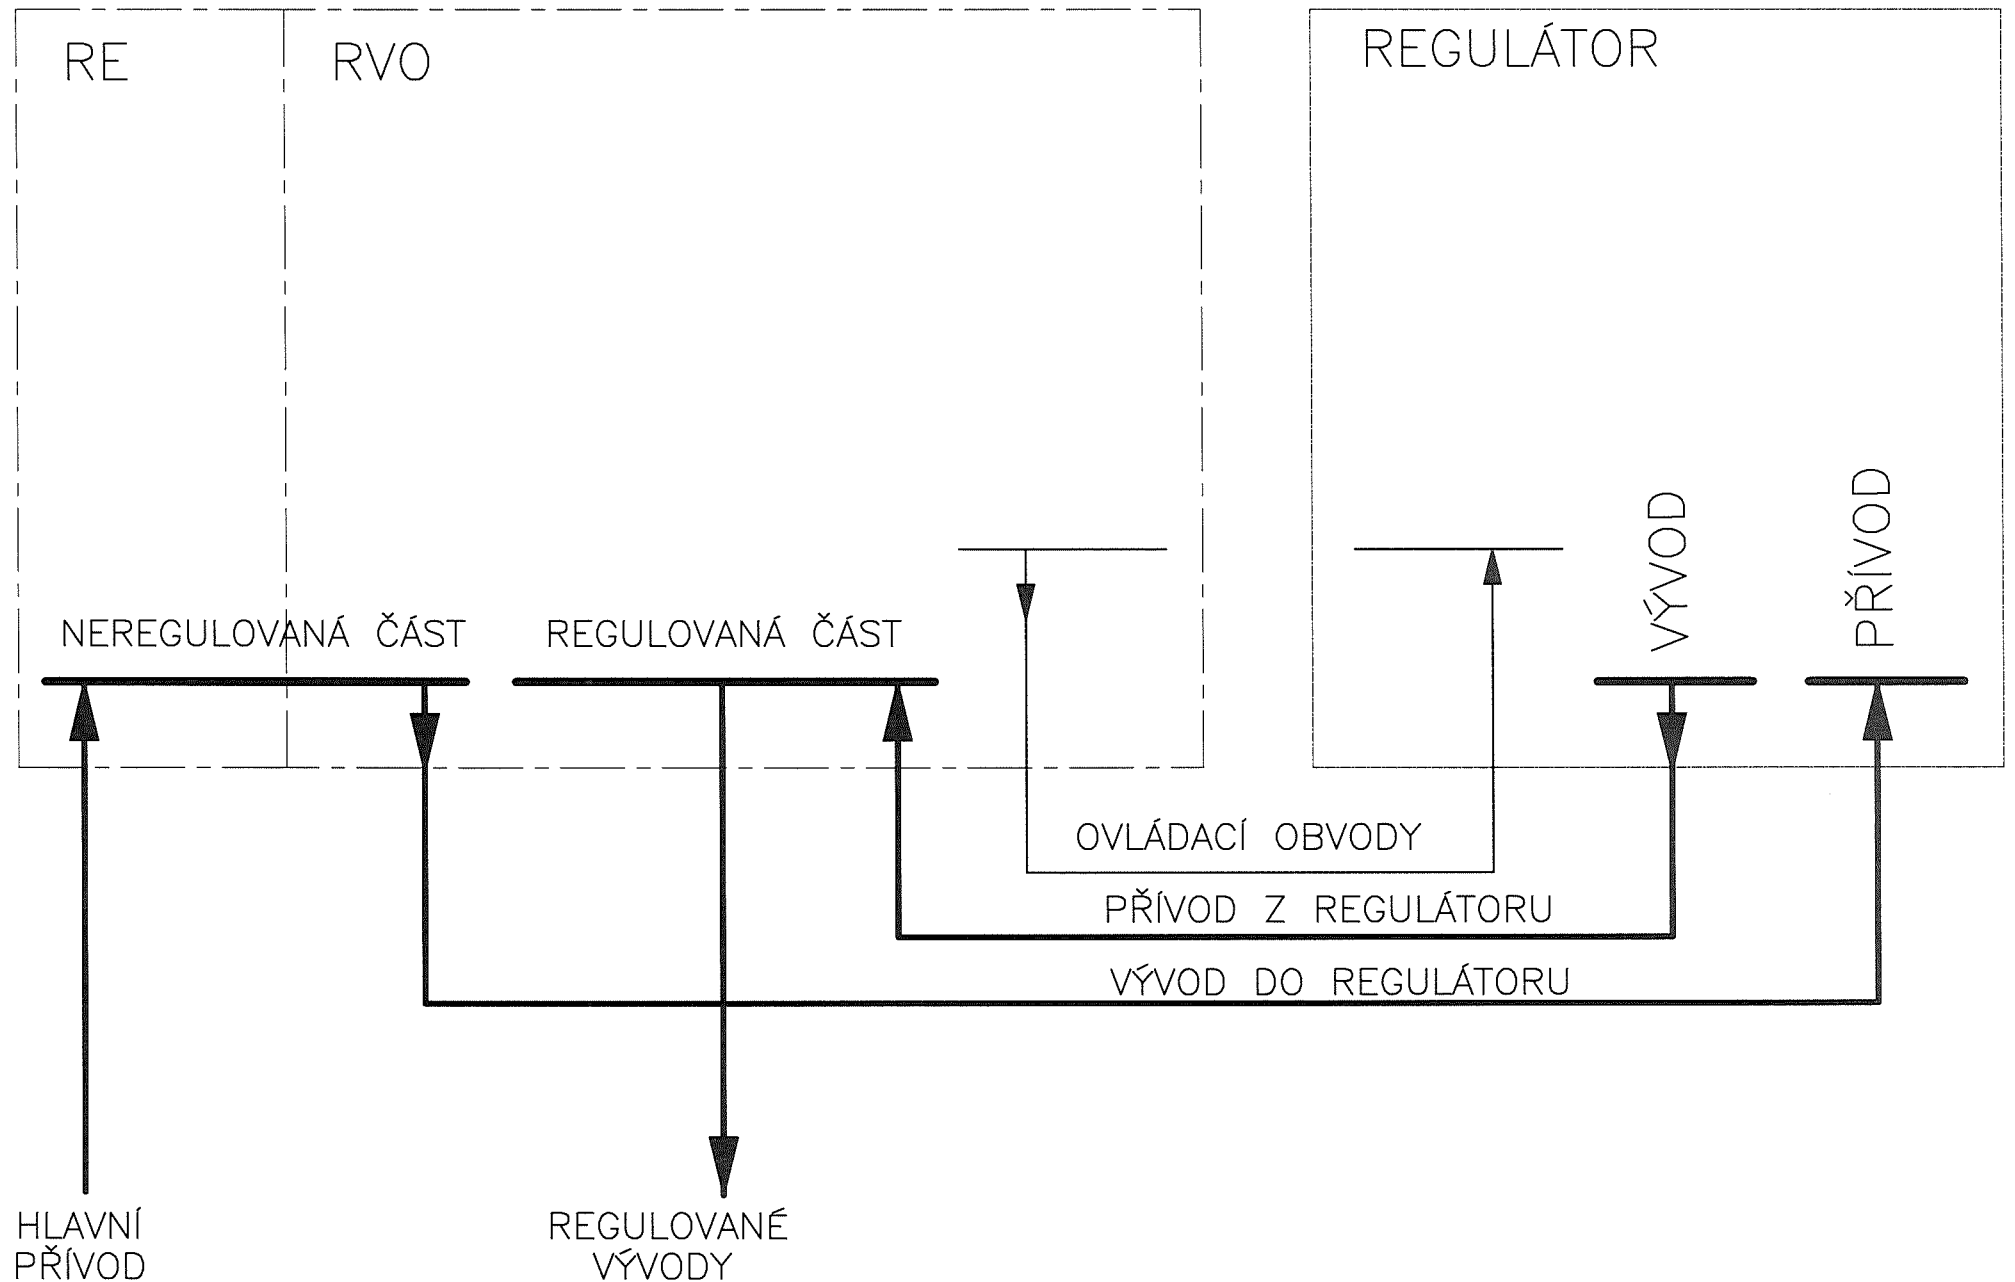 RE
RVO
REGULÁTOR
VÝVOD
PŘÍVOD
NEREGULOVANÁ ČÁST
REGULOVANÁ ČÁST
OVLÁDACÍ OBVODY
PŘÍVOD Z REGULÁTORU
VÝVOD DO REGULÁTORU
HLAVNÍ
PŘÍVOD
REGULOVANÉ
VÝVODY